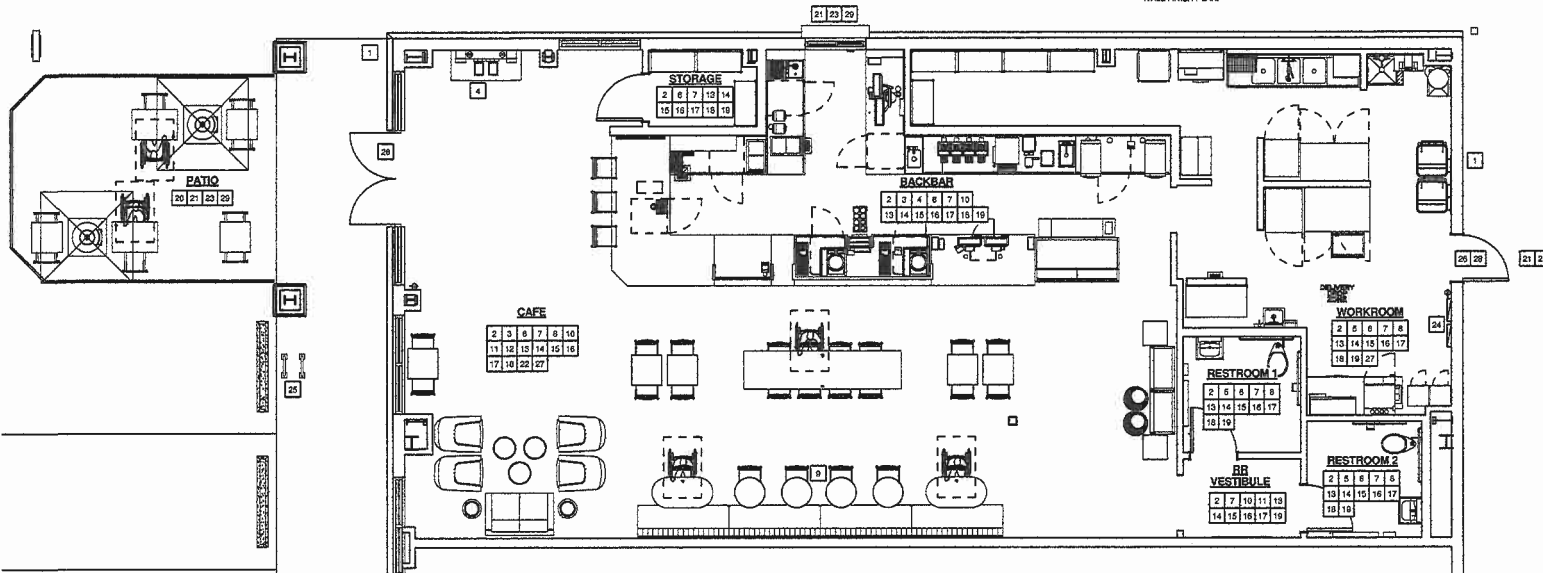 21 23 29
1
4
STORAGE
2 6 7 13 14
15 16 17 18 19
26
PATIO
20 21 23 29
BACKBAR
2 3 4 6 7 10
13 14 15 16 17 18 19
1
26 28
21
DELIVERY
DROP
ZONE
CAFE
2 3 6 7 8 10
11 12 13 14 15 16
17 18 22 27
WORKROOM
2 5 6 7 8
13 14 15 16 17
18 19 27
24
25
RESTROOM 1
2 5 6 7 8
13 14 15 16 17
18 19
9
RESTROOM 2
2 5 6 7 8
13 14 15 16 17
18 19
RR
VESTIBULE
2 7 10 11 13
14 15 16 17 19